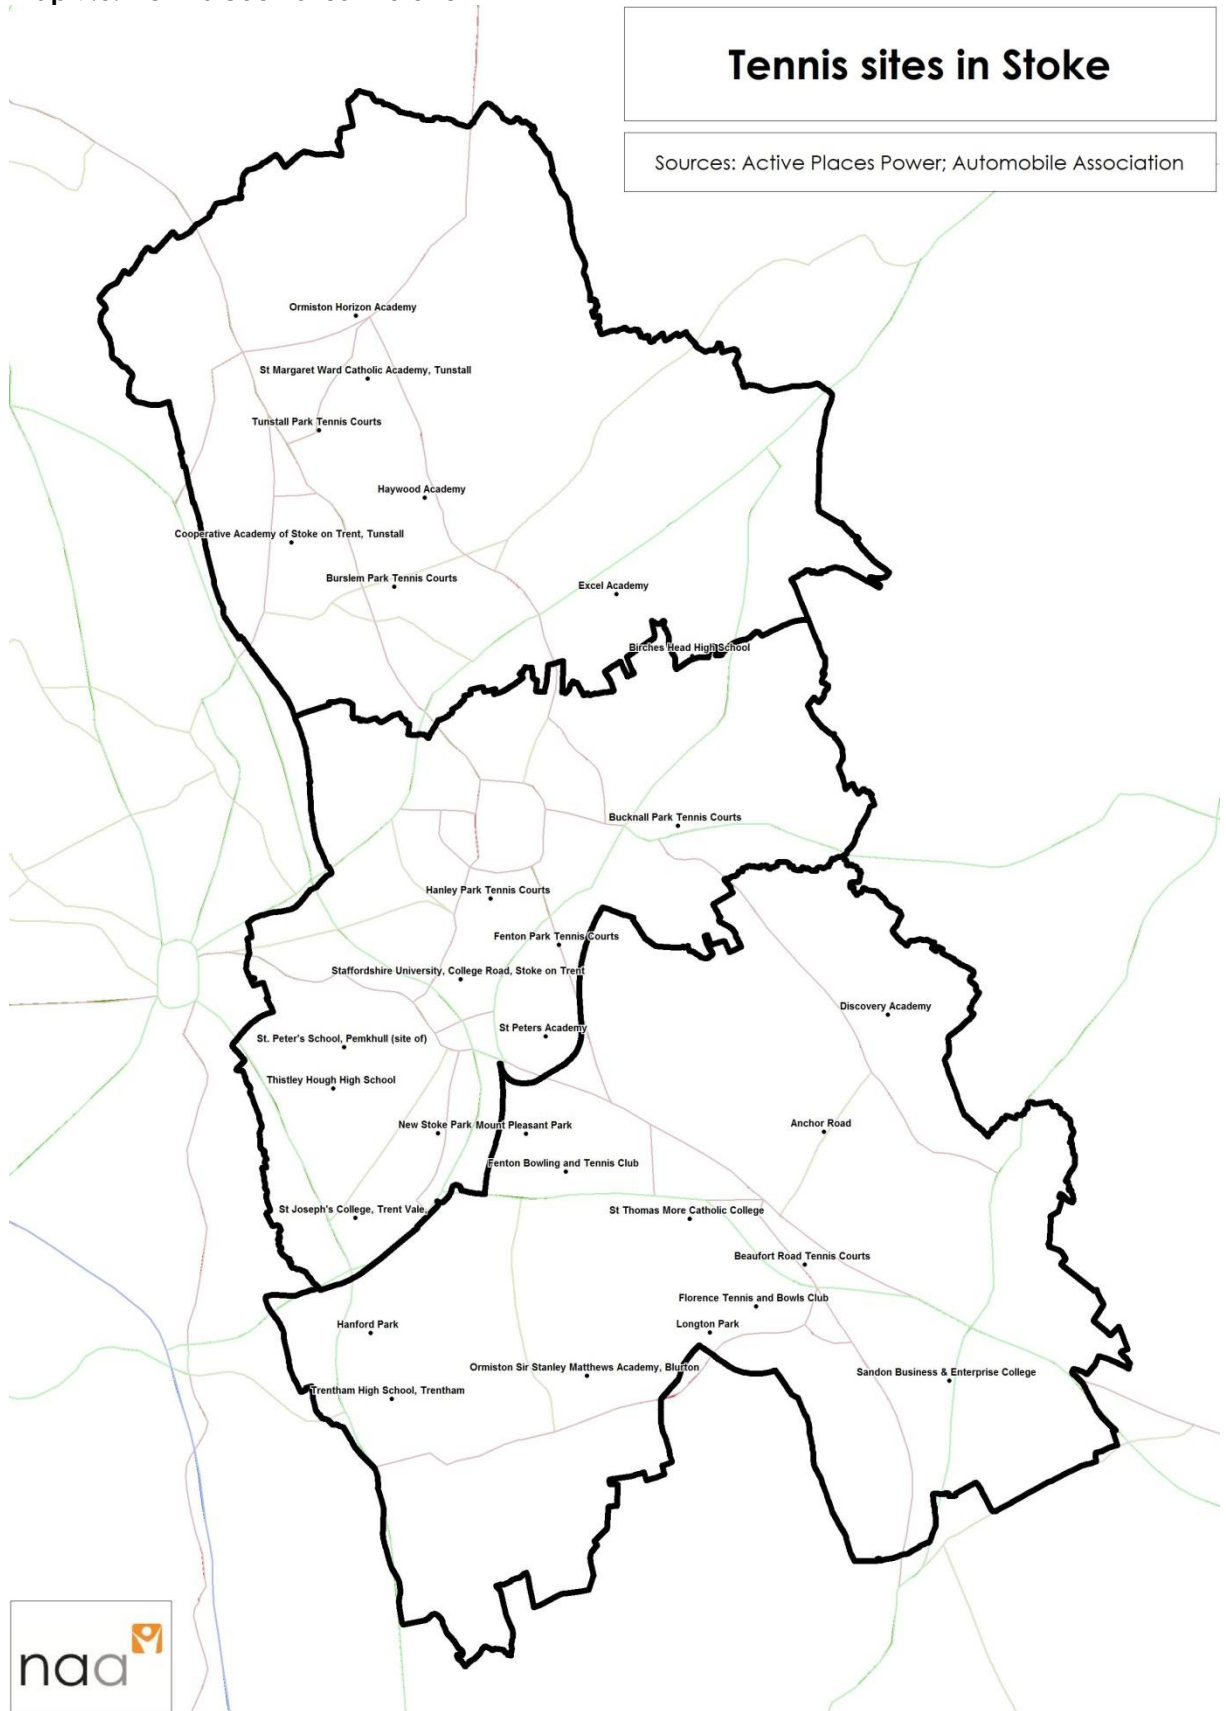 Tennis sites in Stoke
Sources: Active Places Power; Automobile Association
Ormiston Horizon Academy
St Margaret Ward Catholic Academy, Tunstall
Tunstall Park Tennis Courts
Haywood Academy
Cooperative Academy of Stoke on Trent, Tunstall
Burslem Park Tennis Courts
Excel Academy
Birches Head High School
Bucknall Park Tennis Courts
Hanley Park Tennis Courts
Fenton Park Tennis Courts
Staffordshire University, College Road, Stoke on Trent
Discovery Academy
St Peters Academy
St. Peter's School, Pemkhull (site of)
Thistley Hough High School
New Stoke Park
Mount Pleasant Park
Anchor Road
Fenton Bowling and Tennis Club
St Joseph's College, Trent Vale,
St Thomas More Catholic College
Beaufort Road Tennis Courts
Florence Tennis and Bowls Club
Hanford Park
Longton Park
Ormiston Sir Stanley Matthews Academy, Blurton
Sandon Business & Enterprise College
Trentham High School, Trentham
naa